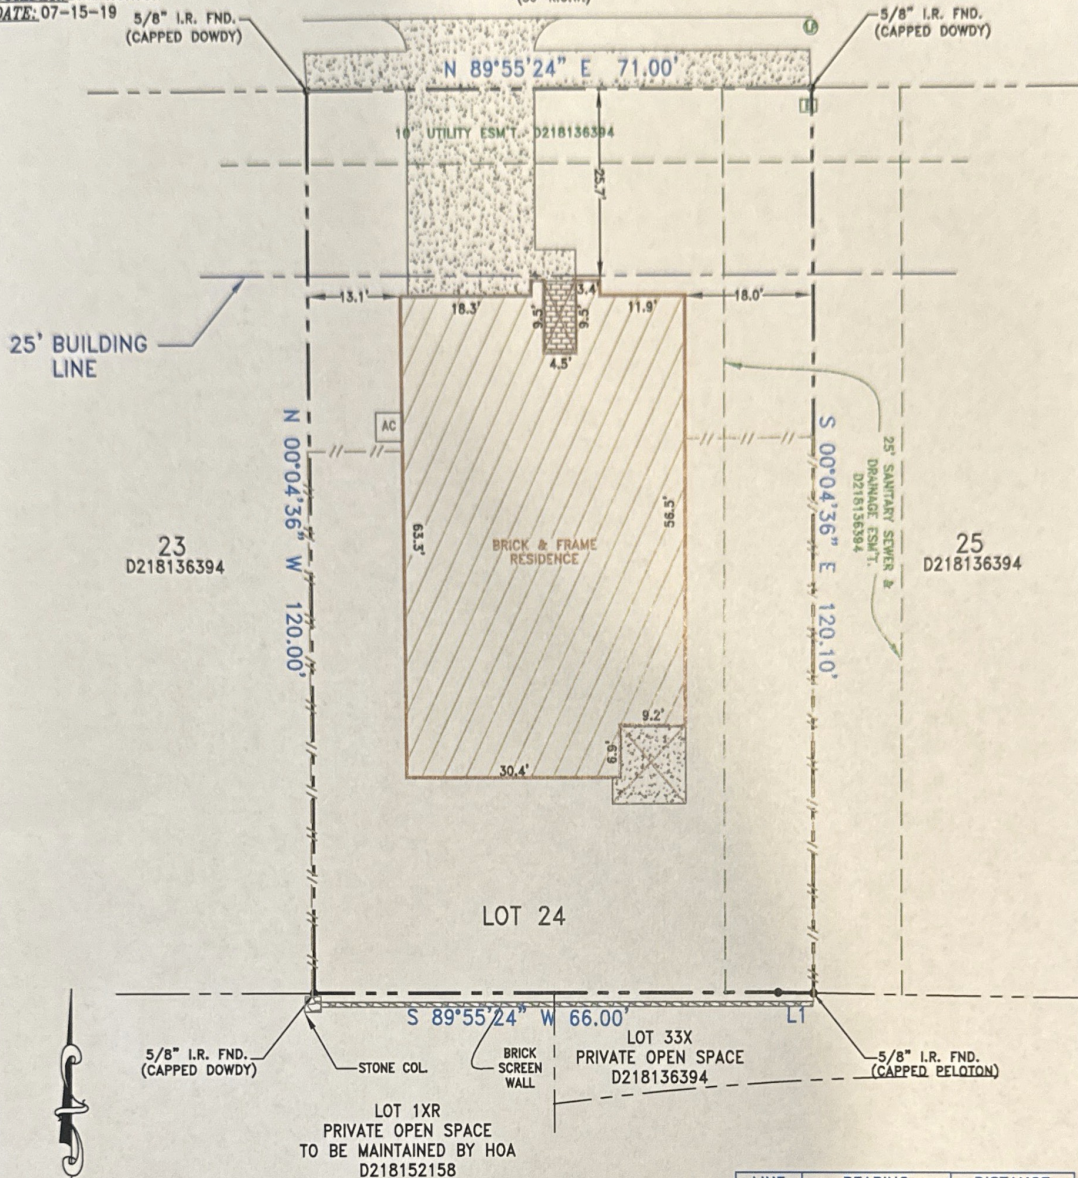 DATE: 07-15-19
5/8" I.R. FND.
(CAPPED DOWDY)
5/8" I.R. FND.
(CAPPED DOWDY)
N 89°55'24" E 71.00'
10' UTILITY ESM'T. D218136394
25.7'
13.1'
18.3'
9.5'
3.4'
9.5'
11.9'
18.0'
4.5'
25' BUILDING
LINE
AC
N 00°04'36" W 120.00'
S 00°04'36" E 120.10'
25' SANITARY SEWER &
DRAINAGE ESM'T.
D218136394
23
D218136394
63.3'
56.5'
BRICK & FRAME
RESIDENCE
25
D218136394
9.2'
6.9'
30.4'
LOT 24
S 89°55'24" W 66.00'
L1
5/8" I.R. FND.
(CAPPED DOWDY)
STONE COL.
BRICK
SCREEN
WALL
LOT 33X
PRIVATE OPEN SPACE
D218136394
5/8" I.R. FND.
(CAPPED PELOTON)
LOT 1XR
PRIVATE OPEN SPACE
TO BE MAINTAINED BY HOA
D218152158
LINE BEARING DISTANCE